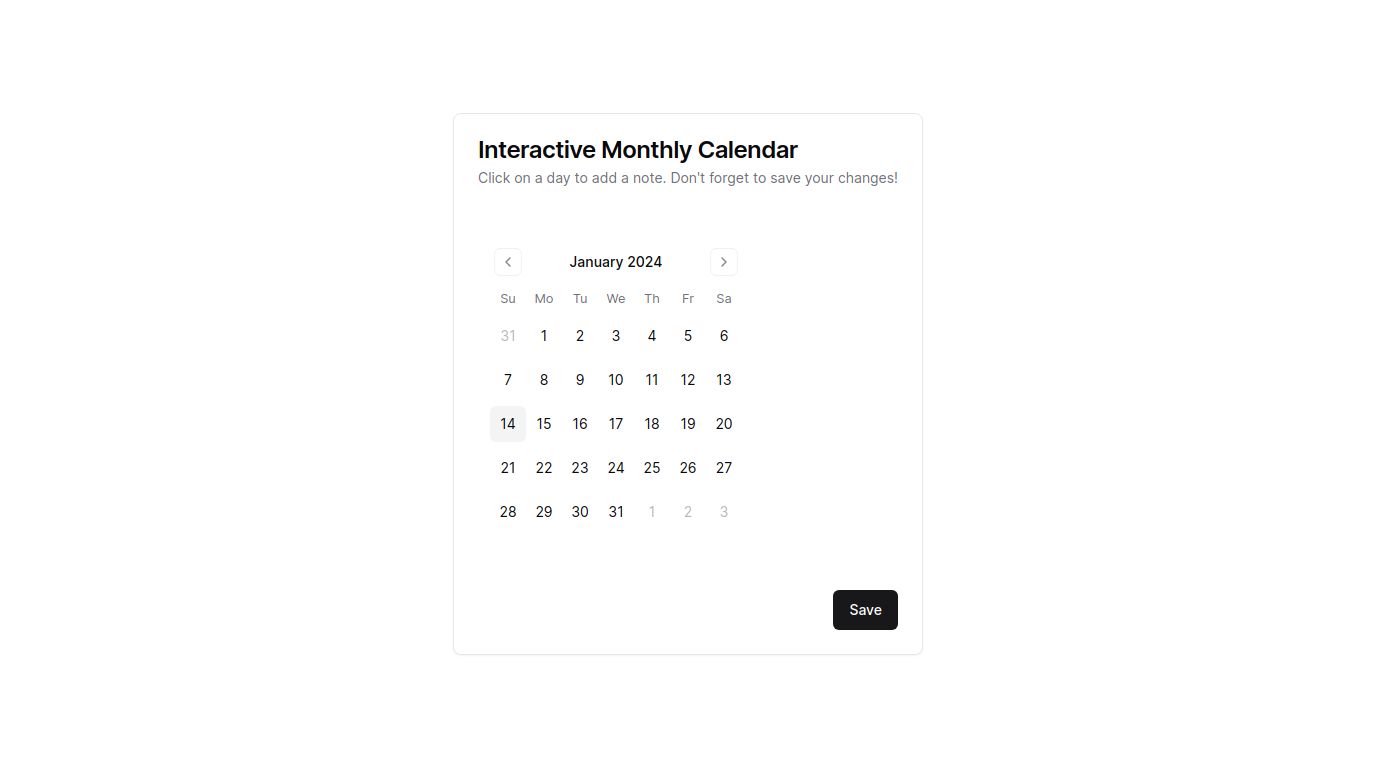 Interactive Monthly Calendar
Click on a day to add a note. Don't forget to save your changes!
January 2024
Su Mo Tu We Th Fr Sa
31 1 2 3 4 5 6
7 8 9 10 11 12 13
14 15 16 17 18 19 20
21 22 23 24 25 26 27
28 29 30 31 1 2 3
Save